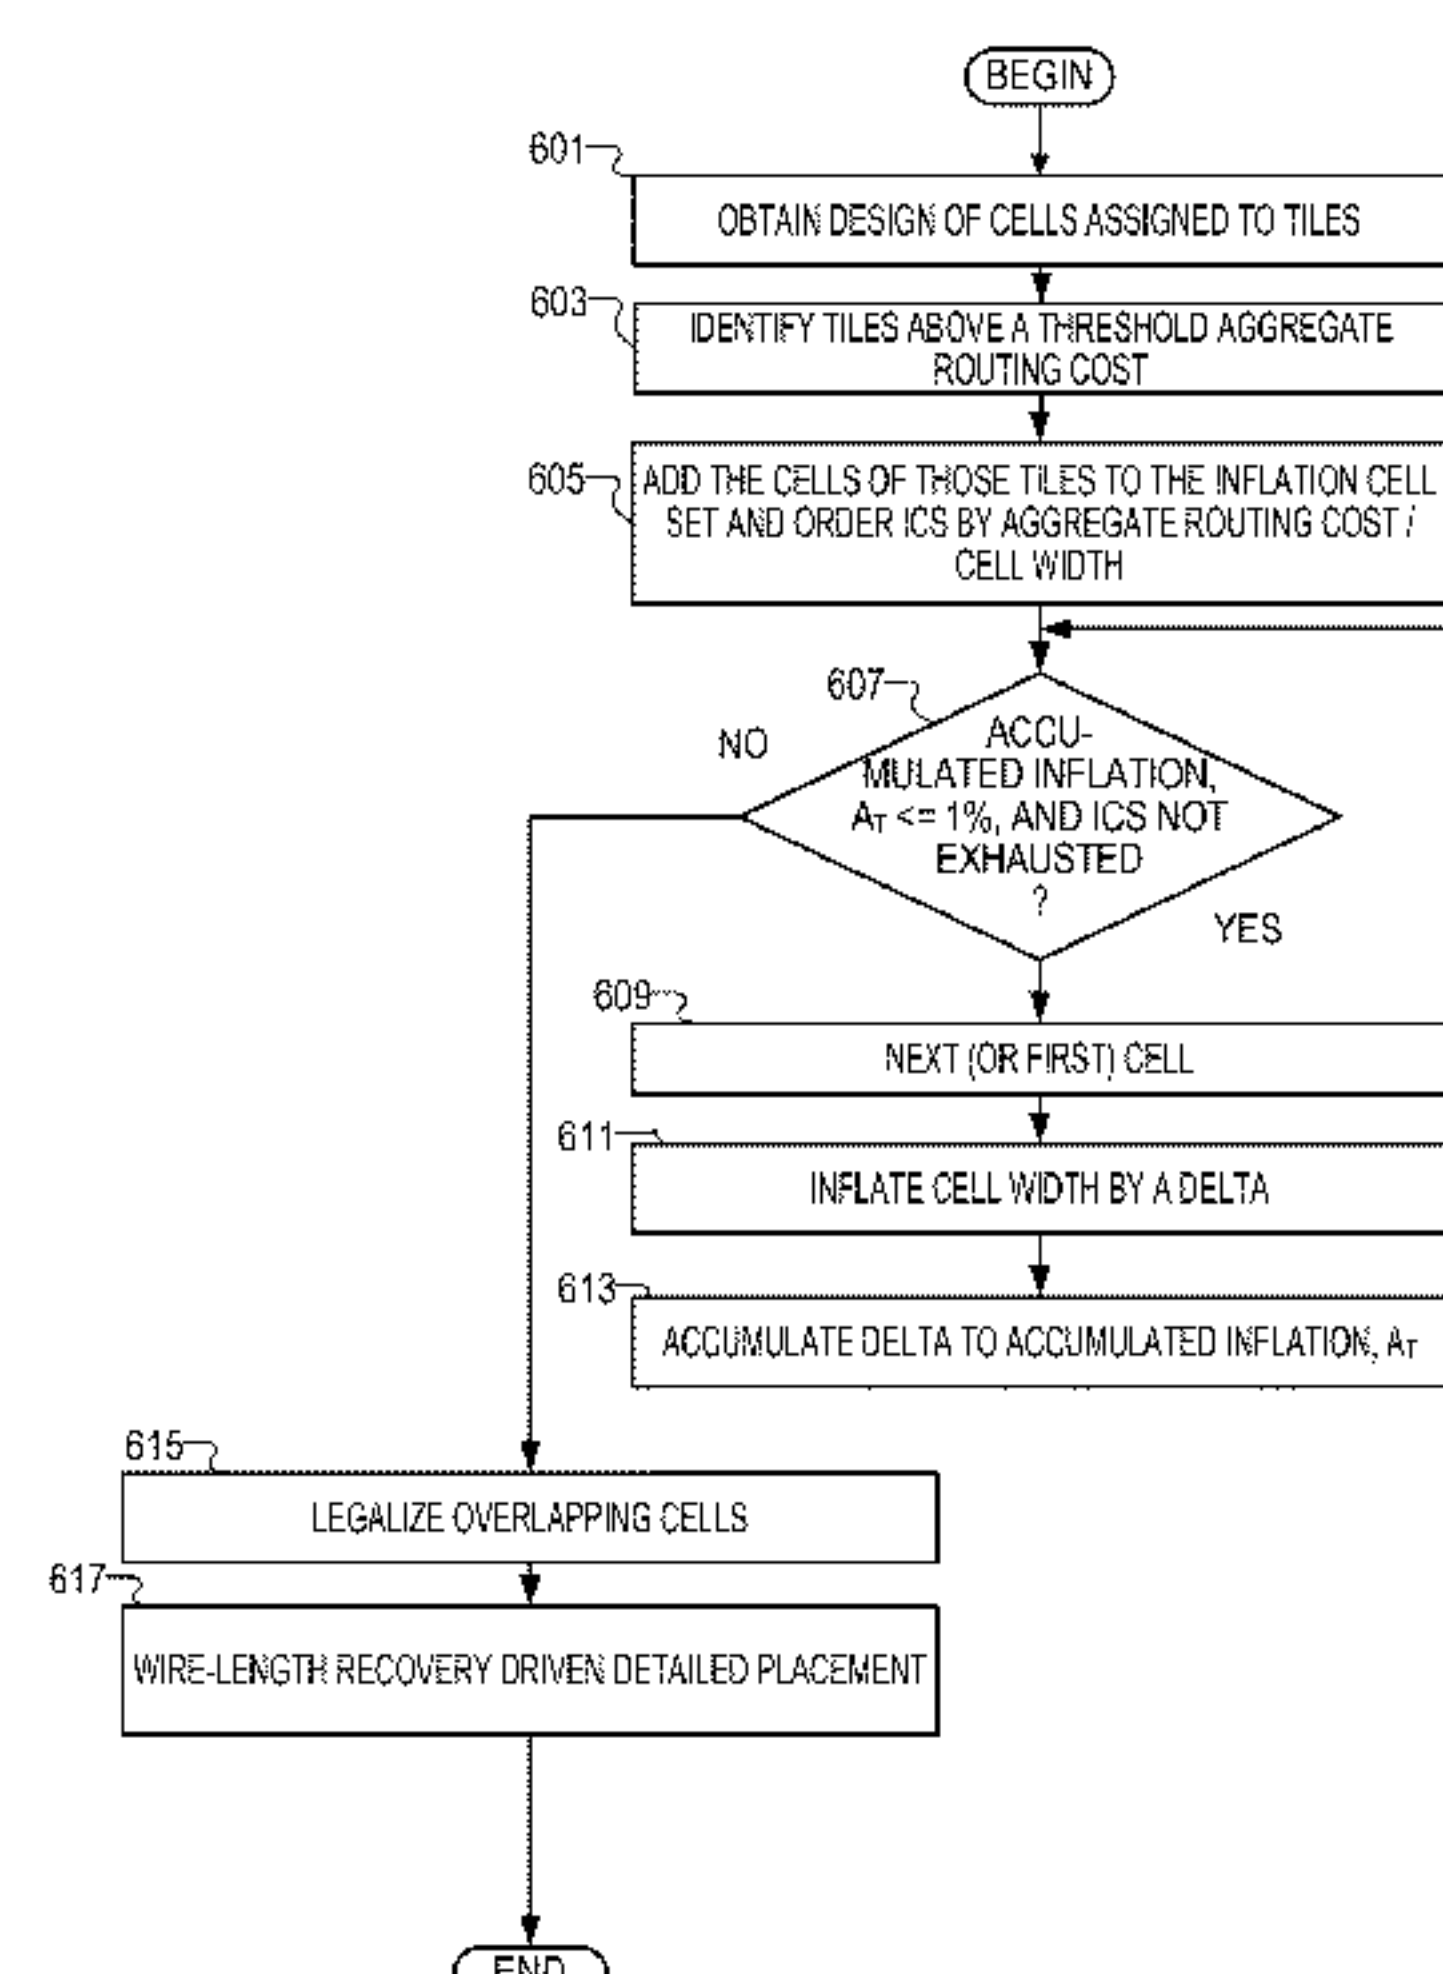 BEGIN
601
OBTAIN DESIGN OF CELLS ASSIGNED TO TILES
603
IDENTIFY TILES ABOVE A THRESHOLD AGGREGATE
ROUTING COST
605
ADD THE CELLS OF THOSE TILES TO THE INFLATION CELL
SET AND ORDER ICS BY AGGREGATE ROUTING COST /
CELL WIDTH
607
NO
ACCU-
MULATED INFLATION,
AT <= 1%, AND ICS NOT
EXHAUSTED
?
YES
609
NEXT (OR FIRST) CELL
611
INFLATE CELL WIDTH BY A DELTA
613
ACCUMULATE DELTA TO ACCUMULATED INFLATION, AT
615
LEGALIZE OVERLAPPING CELLS
617
WIRE-LENGTH RECOVERY DRIVEN DETAILED PLACEMENT
END